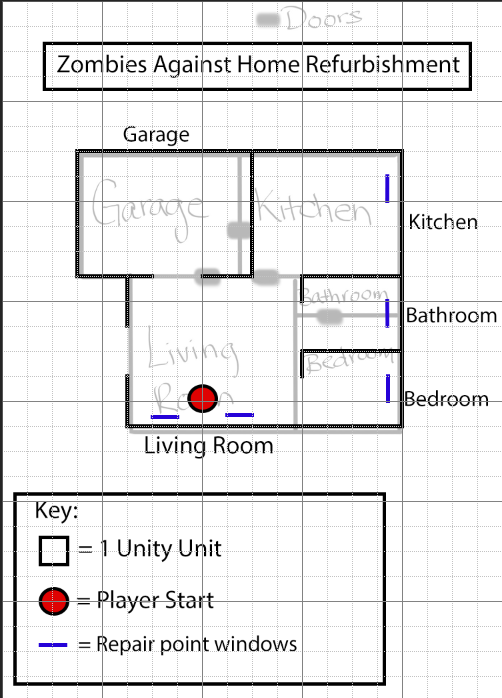 Doors
Zombies Against Home Refurbishment
Garage
Garage
Kitchen
Kitchen
Bathroom
Bathroom
Living
Room
Bedroom
Bedroom
Living Room
Key:
= 1 Unity Unit
= Player Start
= Repair point windows